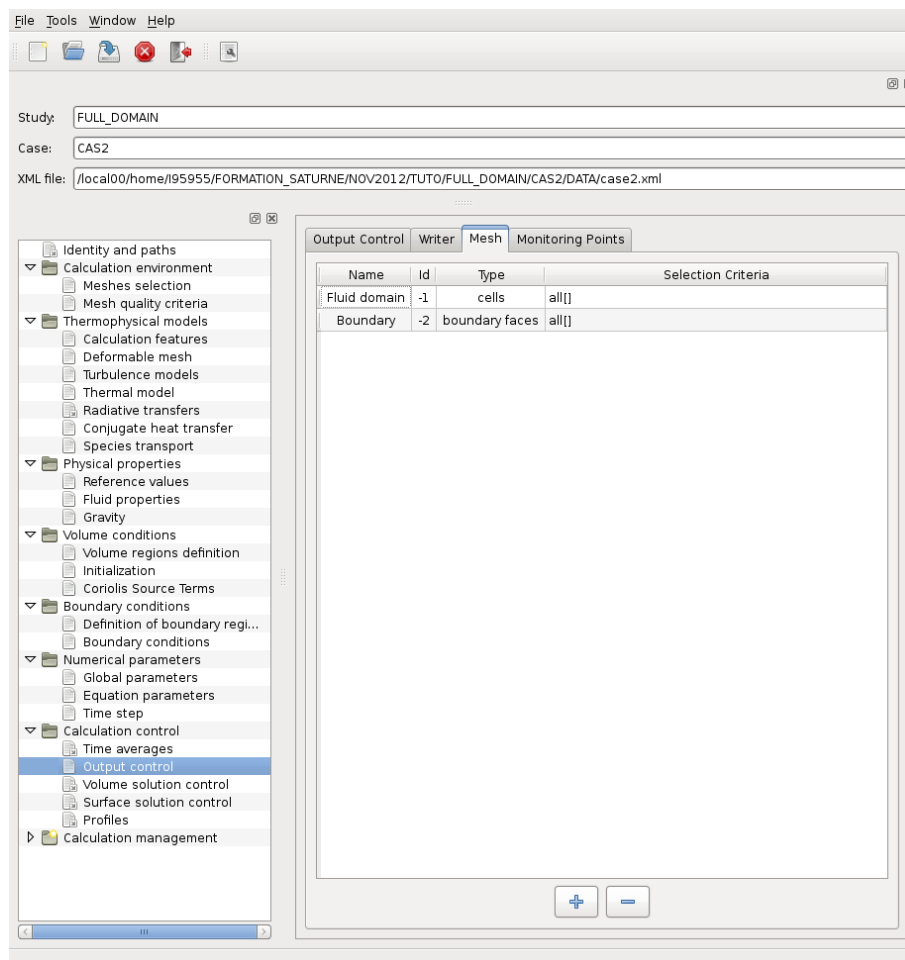 File Tools Window Help
Study: FULL_DOMAIN
Case: CAS2
XML file: /local00/home/I95955/FORMATION_SATURNE/NOV2012/TUTO/FULL_DOMAIN/CAS2/DATA/case2.xml
Identity and paths
Calculation environment
Meshes selection
Mesh quality criteria
Thermophysical models
Calculation features
Deformable mesh
Turbulence models
Thermal model
Radiative transfers
Conjugate heat transfer
Species transport
Physical properties
Reference values
Fluid properties
Gravity
Volume conditions
Volume regions definition
Initialization
Coriolis Source Terms
Boundary conditions
Definition of boundary regi...
Boundary conditions
Numerical parameters
Global parameters
Equation parameters
Time step
Calculation control
Time averages
Output control
Volume solution control
Surface solution control
Profiles
Calculation management
Output Control Writer Mesh Monitoring Points
Name Id Type Selection Criteria
Fluid domain -1 cells all[]
Boundary -2 boundary faces all[]